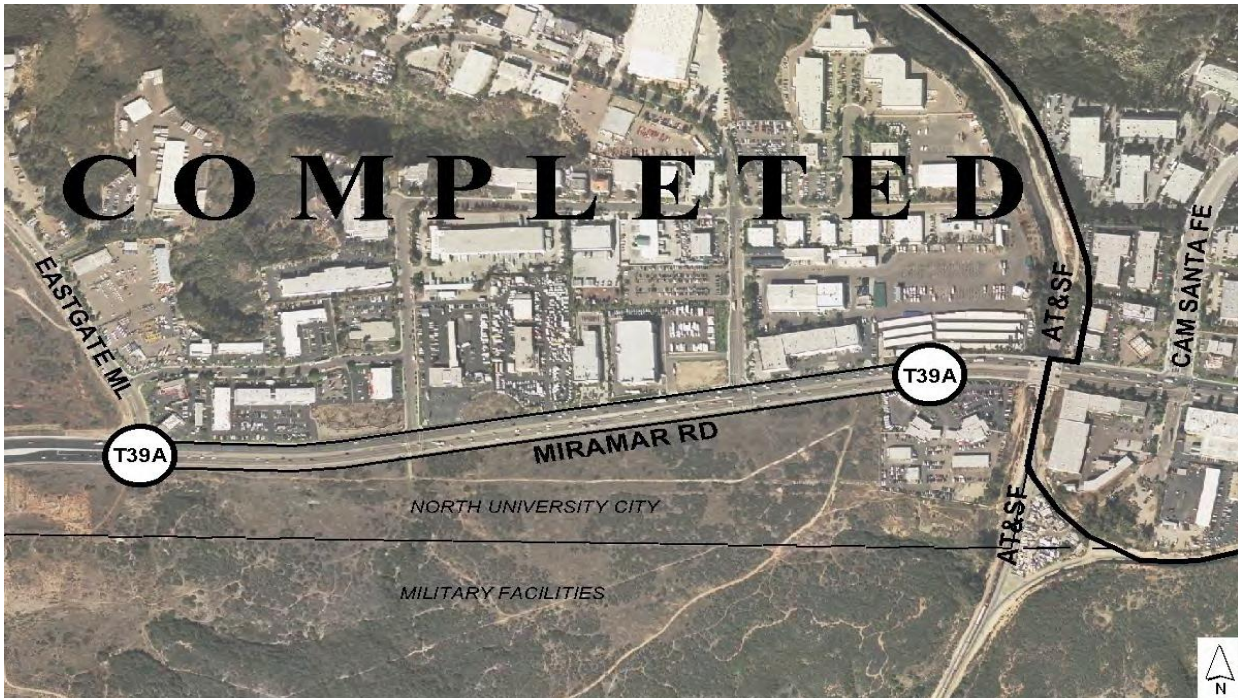 COMPLETED
EASTGATE ML
AT&SF
CAM SANTA FE
T39A
T39A
MIRAMAR RD
NORTH UNIVERSITY CITY
AT&SF
MILITARY FACILITIES
N